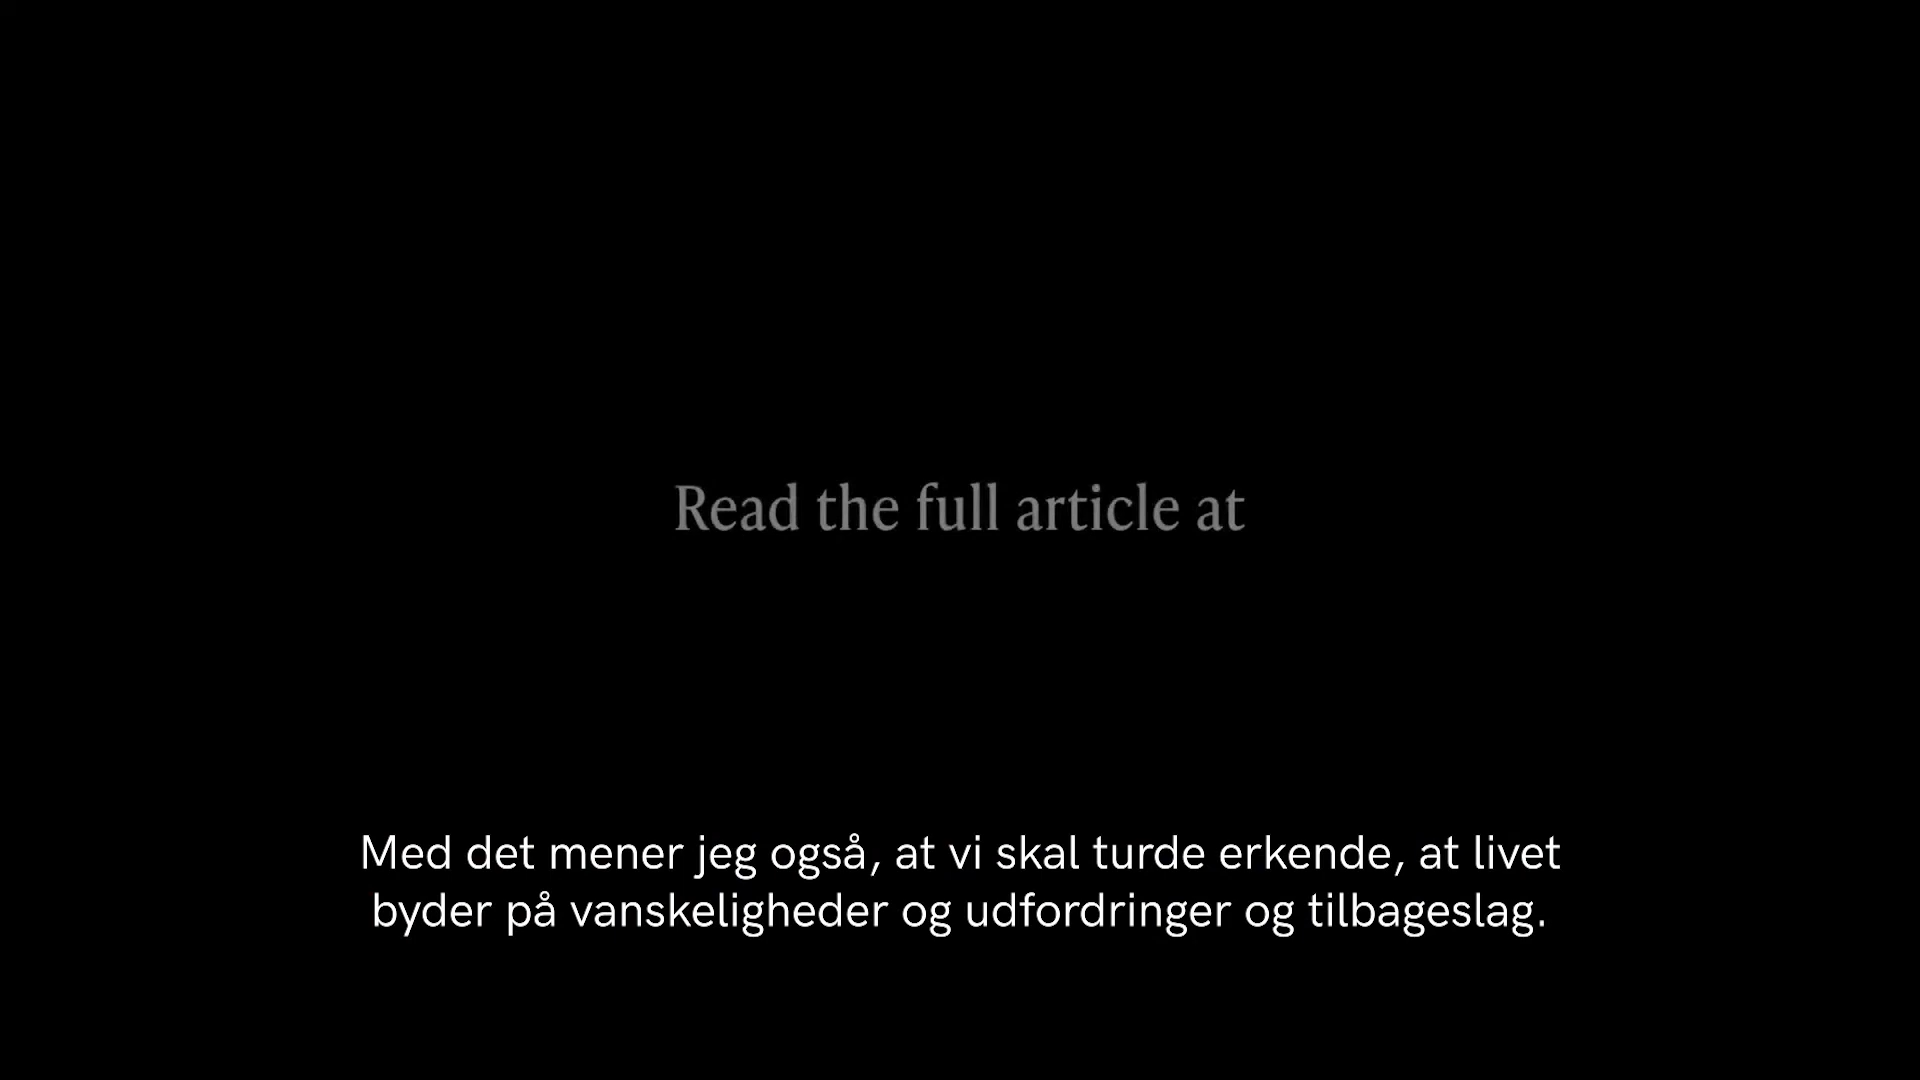 Read the full article at
Med det mener jeg også, at vi skal turde erkende, at livet
byder på vanskeligheder og udfordringer og tilbageslag.